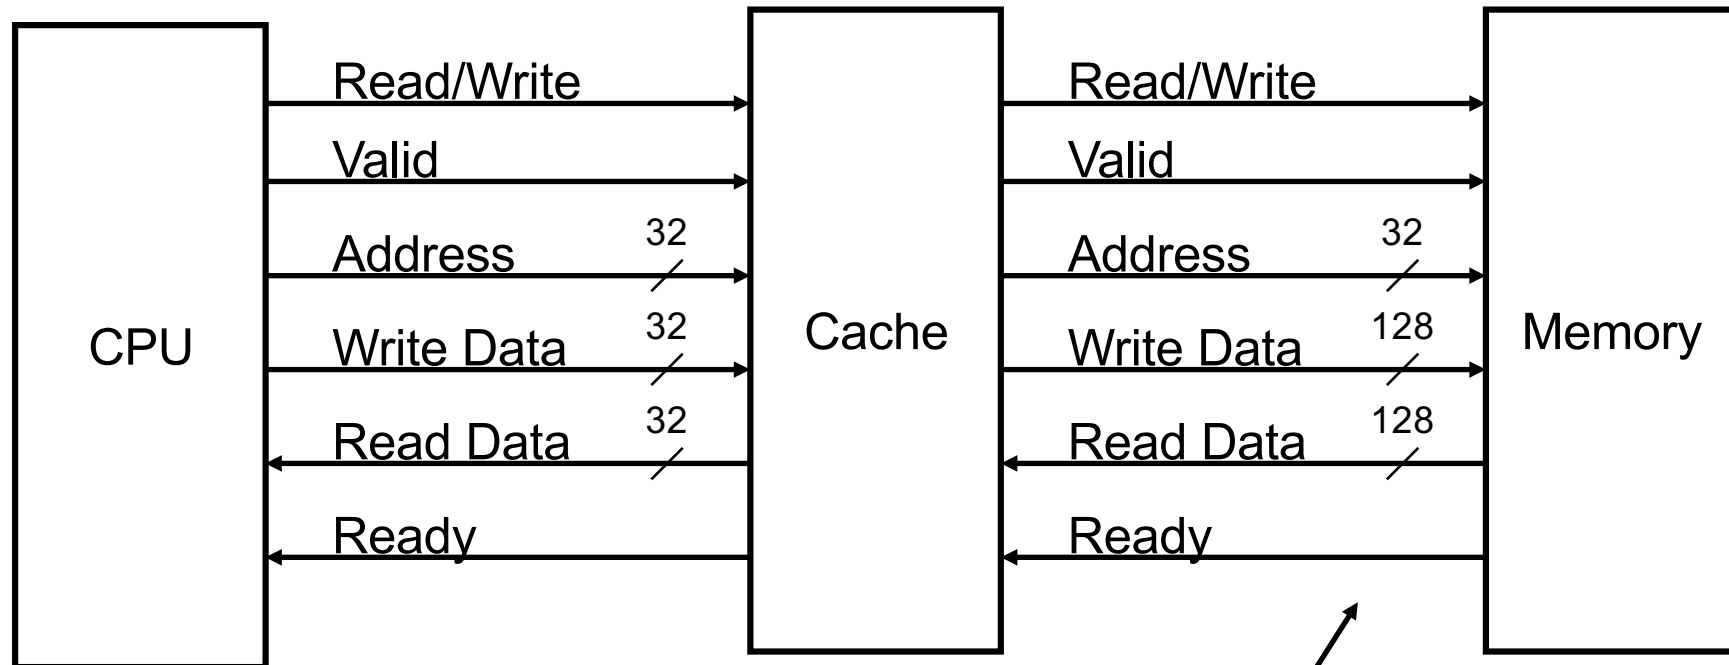 Read/Write
Read/Write
Valid
Valid
32
32
Address
Address
32
128
CPU
Write Data
Cache
Write Data
Memory
32
128
Read Data
Read Data
Ready
Ready